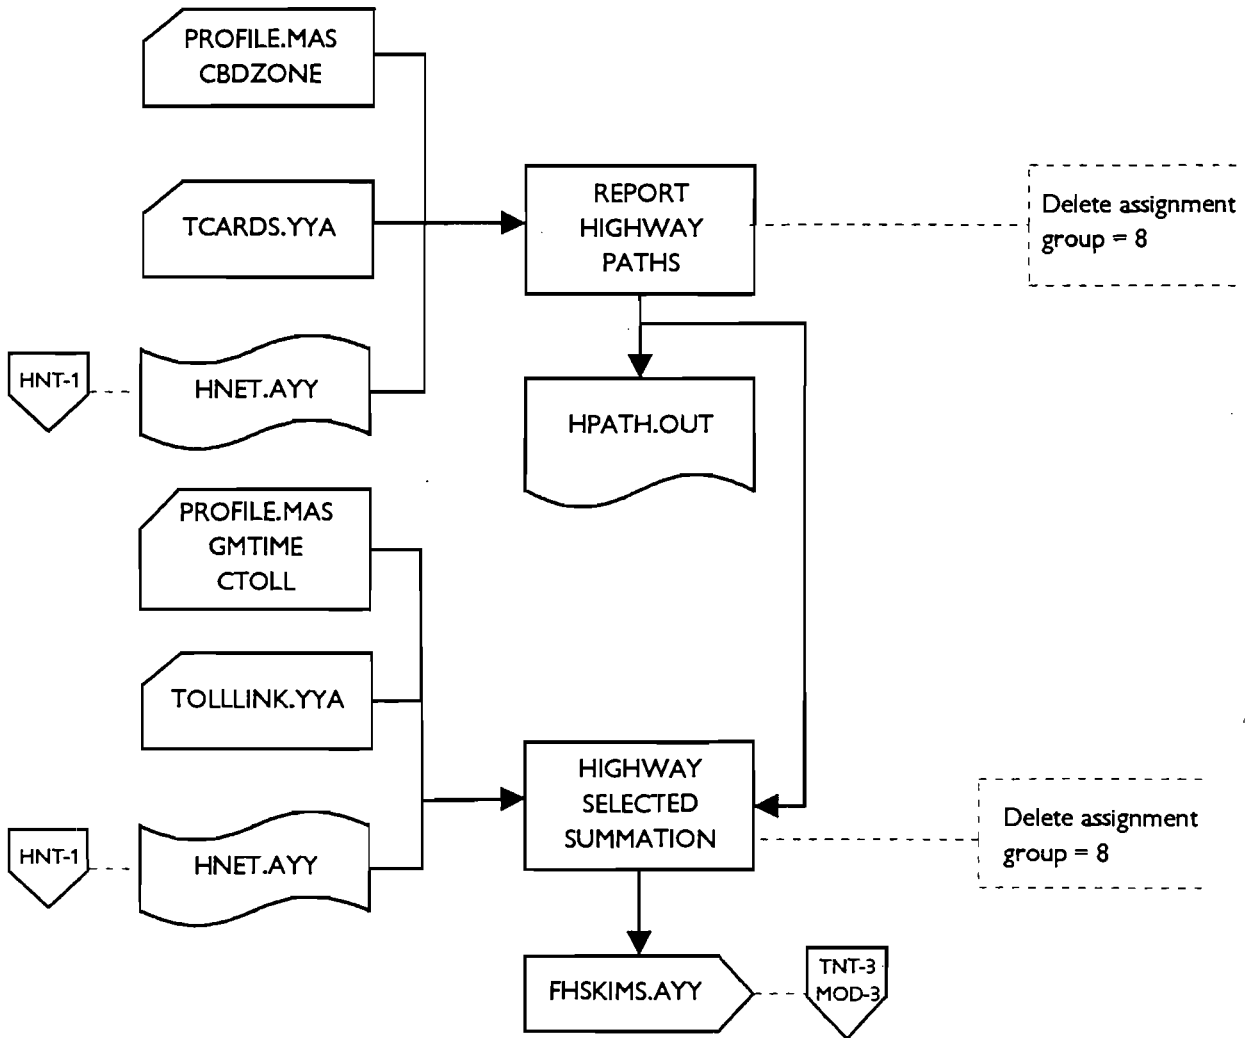 PROFILE.MAS
CBDZONE
TCARDS.YYA
REPORT
HIGHWAY
PATHS
Delete assignment
group = 8
HNT-1
HNET.AYY
HPATH.OUT
PROFILE.MAS
GMTIME
CTOLL
TOLLLINK.YYA
HIGHWAY
SELECTED
SUMMATION
Delete assignment
group = 8
HNT-1
HNET.AYY
FHSKIMS.AYY
TNT-3
MOD-3